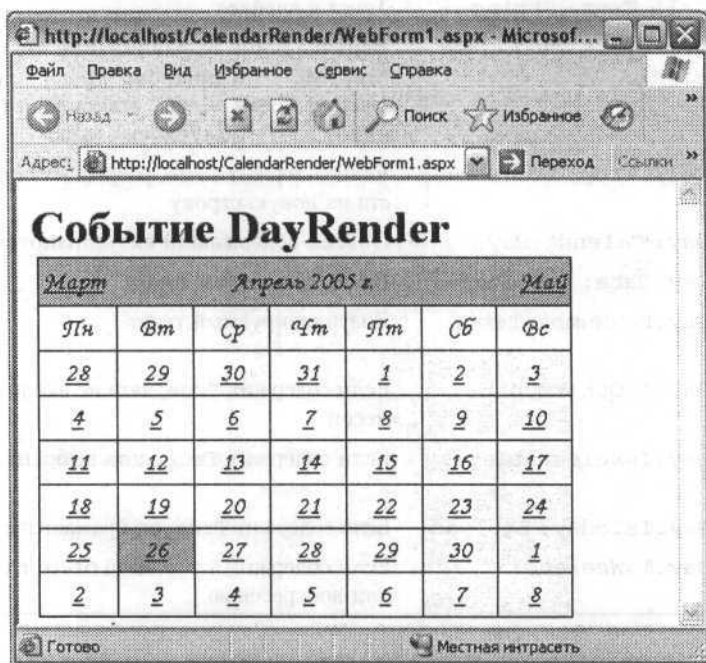 http://localhost/CalendarRender/WebForm1.aspx - Microsof...
Файл Правка Вид Избранное Сервис Справка
Назад Поиск Избранное »
Адрес: http://localhost/CalendarRender/WebForm1.aspx Переход Ссылки »
Событие DayRender
Март Апрель 2005 г. Май
Пн Вт Ср Чт Пт Сб Вс
28 29 30 31 1 2 3
4 5 6 7 8 9 10
11 12 13 14 15 16 17
18 19 20 21 22 23 24
25 26 27 28 29 30 1
2 3 4 5 6 7 8
Готово Местная интрасеть